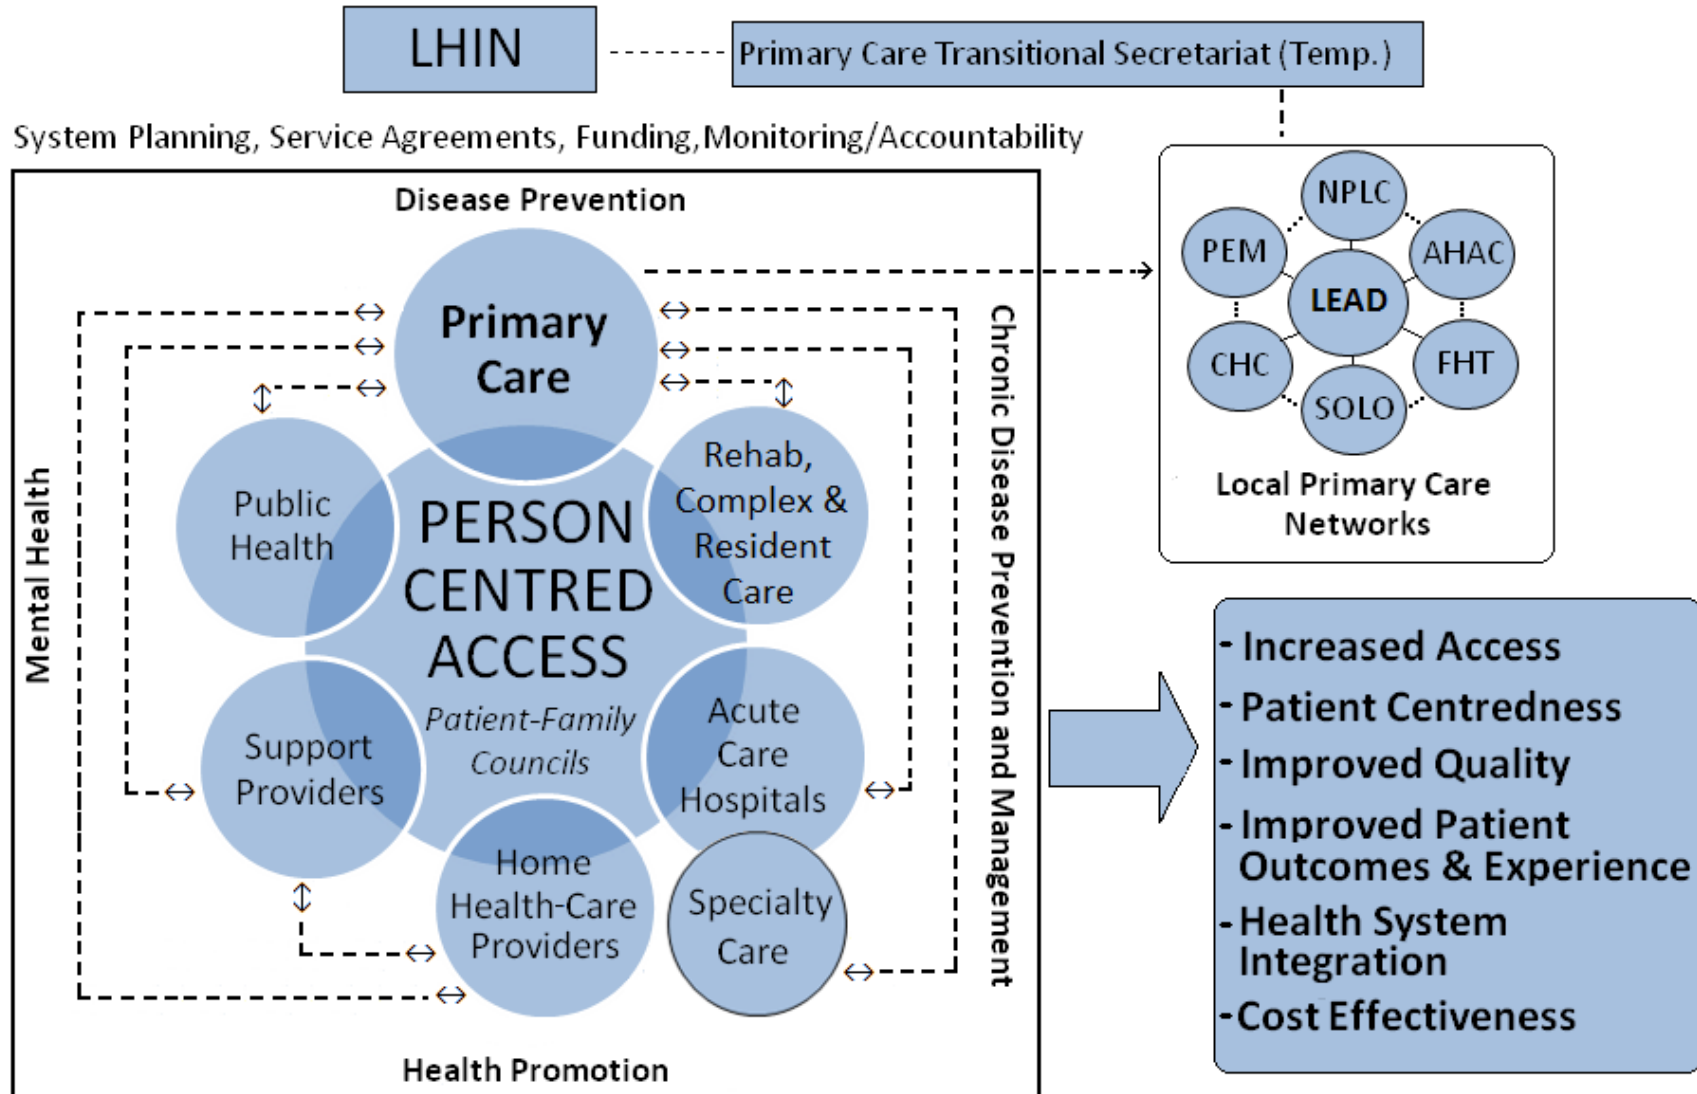 LHIN
Primary Care Transitional Secretariat (Temp.)
System Planning, Service Agreements, Funding,Monitoring/Accountability
Disease Prevention
Primary
Care
Public
Health
Rehab,
Complex &
Resident
Care
PERSON
CENTRED
ACCESS
Patient-Family
Councils
Support
Providers
Acute
Care
Hospitals
Home
Health-Care
Providers
Specialty
Care
Mental Health
Chronic Disease Prevention and Management
Health Promotion
NPLC
PEM
AHAC
LEAD
CHC
FHT
SOLO
Local Primary Care
Networks
- Increased Access
- Patient Centredness
- Improved Quality
- Improved Patient
Outcomes & Experience
- Health System
Integration
- Cost Effectiveness